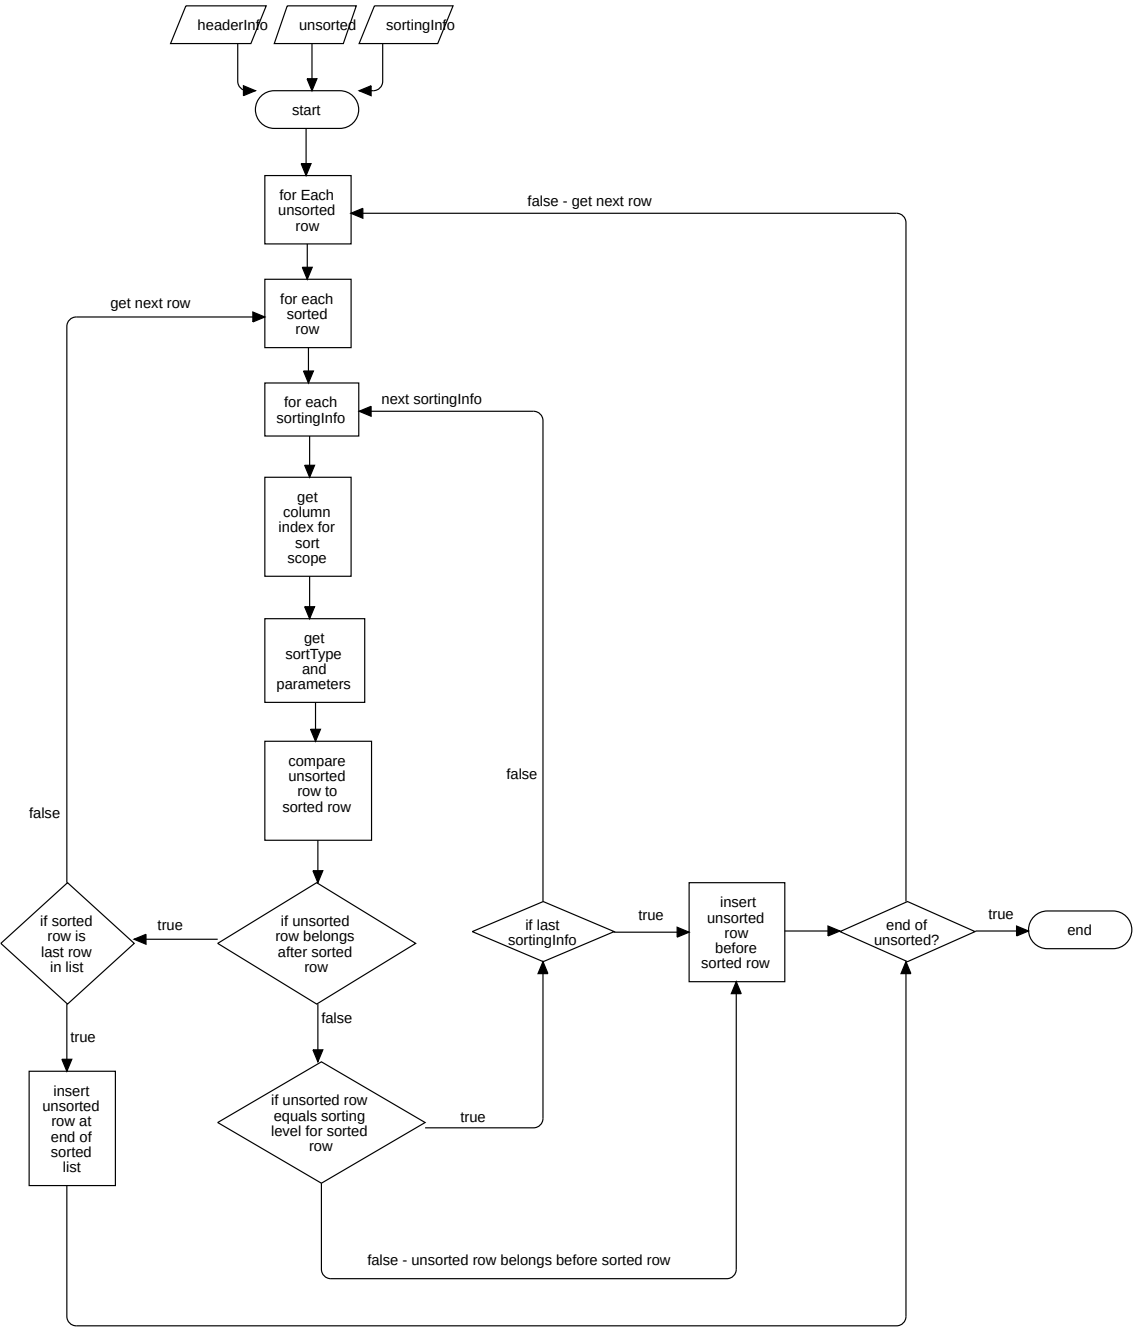 headerInfo
unsorted
sortingInfo
start
for Each
unsorted
row
false - get next row
for each
sorted
row
get next row
for each
sortingInfo
next sortingInfo
get
column
index for
sort
scope
get
sortType
and
parameters
compare
unsorted
row to
sorted row
false
false
if sorted
row is
last row
in list
true
if unsorted
row belongs
after sorted
row
if last
sortingInfo
true
insert
unsorted
row
before
sorted row
end of
unsorted?
true
end
false
true
insert
unsorted
row at
end of
sorted
list
if unsorted row
equals sorting
level for sorted
row
true
false - unsorted row belongs before sorted row